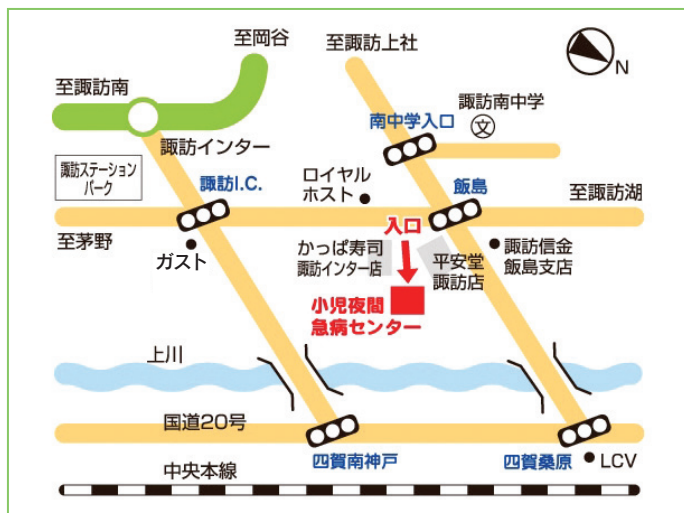 至岡谷
至諏訪上社
N
至諏訪南
諏訪南中学
文
南中学入口
諏訪インター
諏訪ステーション
パーク
諏訪I.C.
ロイヤル
ホスト
飯島
至諏訪湖
至茅野
入口
ガスト
かっぱ寿司
諏訪インター店
平安堂
諏訪店
諏訪信金
飯島支店
小児夜間
急病センター
上川
国道20号
四賀南神戸
四賀桑原
LCV
中央本線